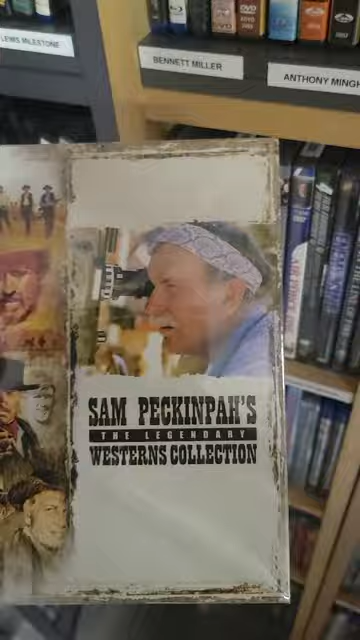 LEWIS MILESTONE
BENNETT MILLER
ANTHONY MINGH
SAM PECKINPAH'S
THE LEGENDARY
WESTERNS COLLECTION